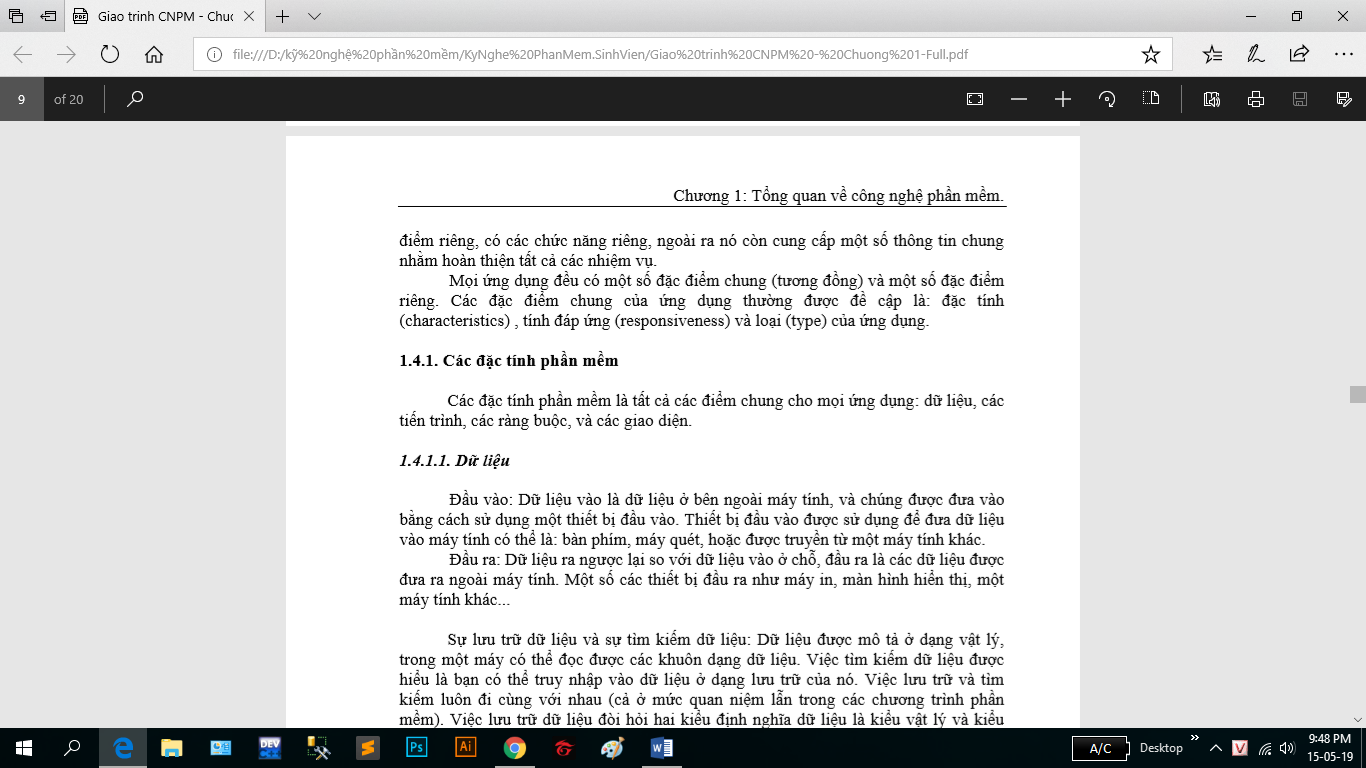 Giao trinh CNPM - Chuc
file:///D:/kỹ%20nghệ%20phần%20mềm/KyNghe%20PhanMem.SinhVien/Giao%20trinh%20CNPM%20-%20Chuong%201-Full.pdf
9 of 20
Chương 1: Tổng quan về công nghệ phần mềm.
điểm riêng, có các chức năng riêng, ngoài ra nó còn cung cấp một số thông tin chung
nhằm hoàn thiện tất cả các nhiệm vụ.
Mọi ứng dụng đều có một số đặc điểm chung (tương đồng) và một số đặc điểm
riêng. Các đặc điểm chung của ứng dụng thường được đề cập là: đặc tính
(characteristics) , tính đáp ứng (responsiveness) và loại (type) của ứng dụng.
1.4.1. Các đặc tính phần mềm
Các đặc tính phần mềm là tất cả các điểm chung cho mọi ứng dụng: dữ liệu, các
tiến trình, các ràng buộc, và các giao diện.
1.4.1.1. Dữ liệu
Đầu vào: Dữ liệu vào là dữ liệu ở bên ngoài máy tính, và chúng được đưa vào
bằng cách sử dụng một thiết bị đầu vào. Thiết bị đầu vào được sử dụng để đưa dữ liệu
vào máy tính có thể là: bàn phím, máy quét, hoặc được truyền từ một máy tính khác.
Đầu ra: Dữ liệu ra ngược lại so với dữ liệu vào ở chỗ, đầu ra là các dữ liệu được
đưa ra ngoài máy tính. Một số các thiết bị đầu ra như máy in, màn hình hiển thị, một
máy tính khác...
Sự lưu trữ dữ liệu và sự tìm kiếm dữ liệu: Dữ liệu được mô tả ở dạng vật lý,
trong một máy có thể đọc được các khuôn dạng dữ liệu. Việc tìm kiếm dữ liệu được
hiểu là bạn có thể truy nhập vào dữ liệu ở dạng lưu trữ của nó. Việc lưu trữ và tìm
kiếm luôn đi cùng với nhau (cả ở mức quan niệm lẫn trong các chương trình phần
mềm). Việc lưu trữ dữ liệu đòi hỏi hai kiểu định nghĩa dữ liệu là kiểu vật lý và kiểu
DEV
Ps
Ai
A/C
Desktop
V
9:48 PM
15-05-19